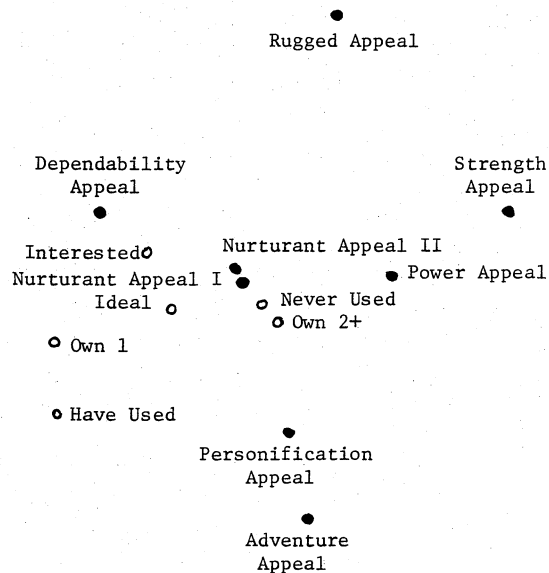 Rugged Appeal
Dependability
Appeal
Strength
Appeal
Interested
Nurturant Appeal II
Nurturant Appeal I
Power Appeal
Ideal
Never Used
Own 2+
Own 1
Have Used
Personification
Appeal
Adventure
Appeal